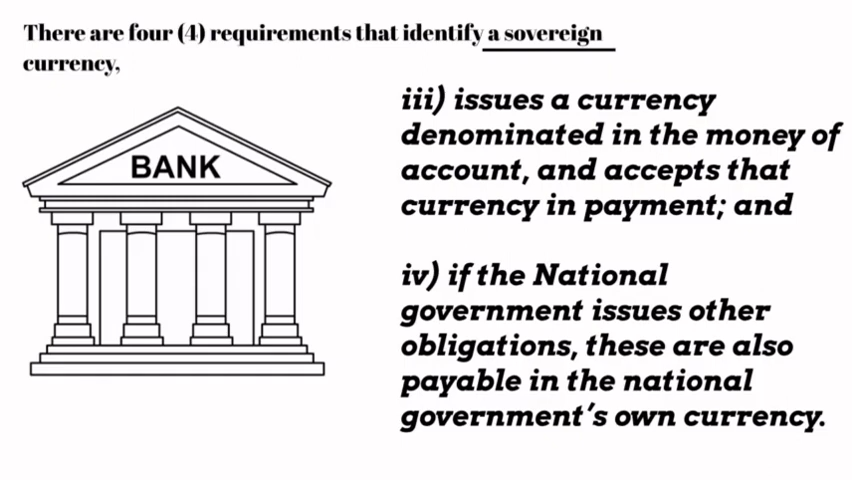 There are four (4) requirements that identify a sovereign
currency,
BANK
iii) issues a currency
denominated in the money of
account, and accepts that
currency in payment; and
iv) if the National
government issues other
obligations, these are also
payable in the national
government's own currency.